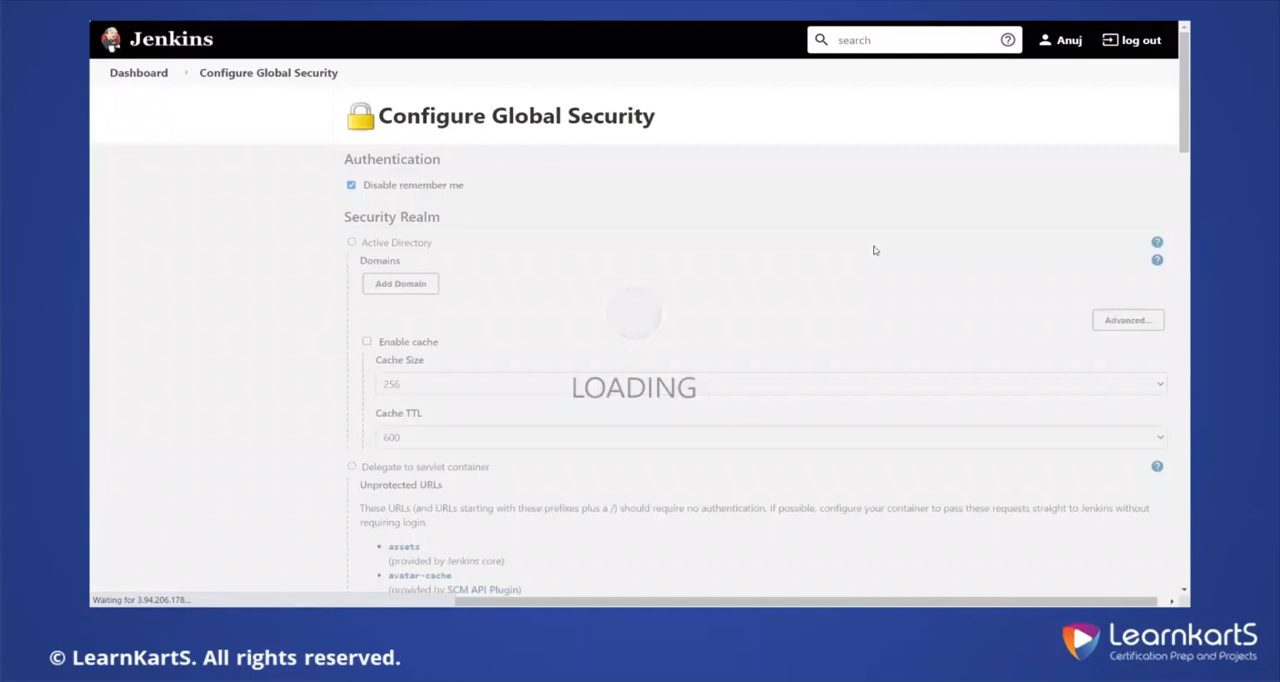 Jenkins
search
Anuj
log out
Dashboard
Configure Global Security
Configure Global Security
Authentication
Disable remember me
Security Realm
Active Directory
Domains
Add Domain
Advanced...
Enable cache
Cache Size
256
LOADING
Cache TTL
600
Delegate to servlet container
Unprotected URLs
These URLs (and URLs starting with these prefixes plus a /) should require no authentication. If possible, configure your container to pass these requests straight to Jenkins without
requiring login.
assets
(provided by Jenkins core)
avatar-cache
(provided by SCM API Plugin)
Waiting for 3.94.206.178...
© LearnKartS. All rights reserved.
LearnkartS
Certification Prep and Projects